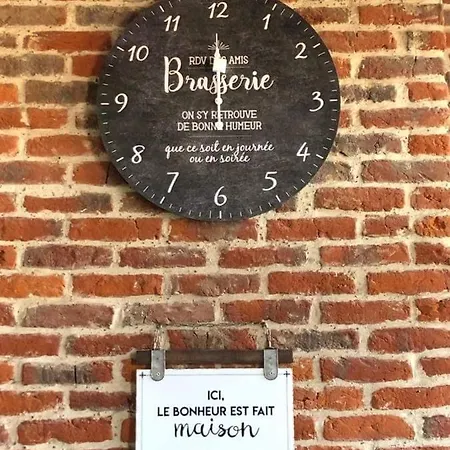 12
11 1
10 2
RDV DES AMIS
Brasserie
9 3
ON S'Y RETROUVE
DE BONNE HUMEUR
8 4
que ce soit en journée
ou en soirée
7 5
6
ICI,
LE BONHEUR EST FAIT
maison